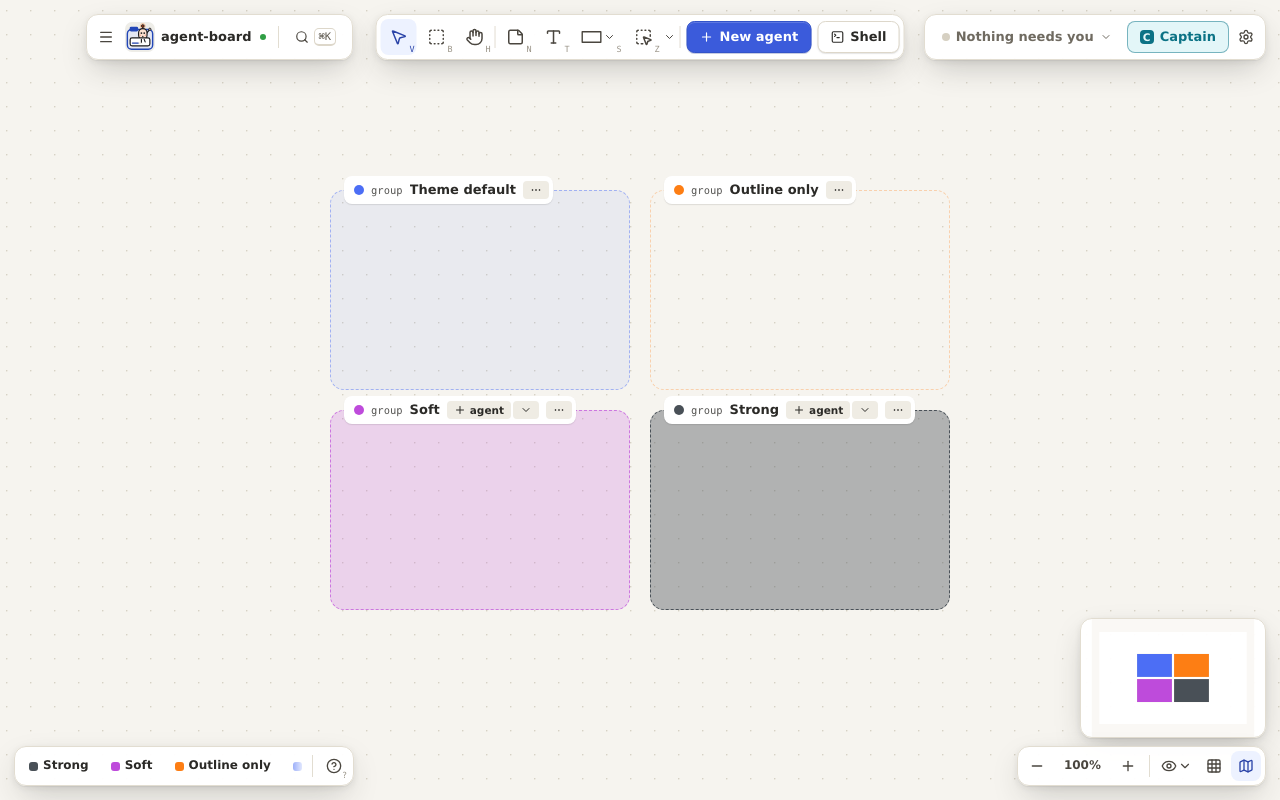 agent-board
⌘K
V
B
H
N
T
S
Z
+ New agent
Shell
Nothing needs you
C Captain
group Theme default ...
group Outline only ...
group Soft + agent ...
group Strong + agent ...
Strong
Soft
Outline only
?
− 100% +